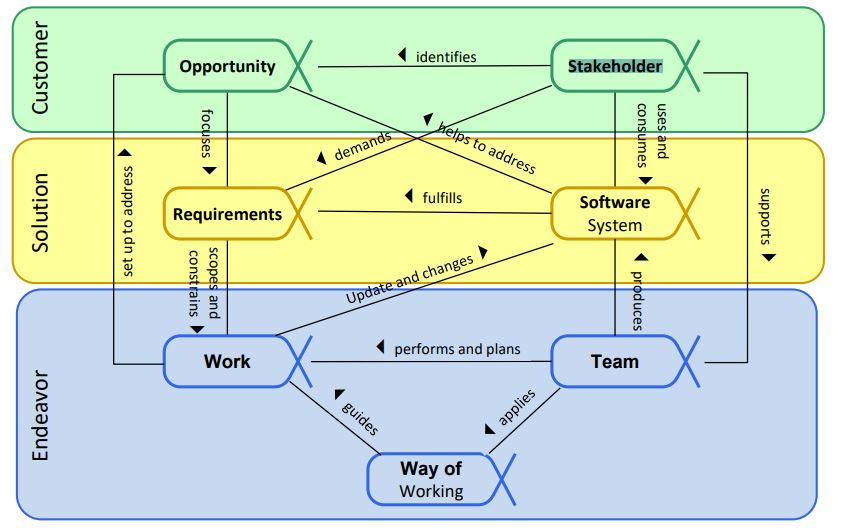 Customer
Opportunity
identifies
Stakeholder
focuses
demands
helps to address
uses and
consumes
Solution
set up to address
Requirements
fulfills
Software
System
supports
scopes and
constrains
Update and changes
produces
Endeavor
Work
performs and plans
Team
guides
applies
Way of
Working